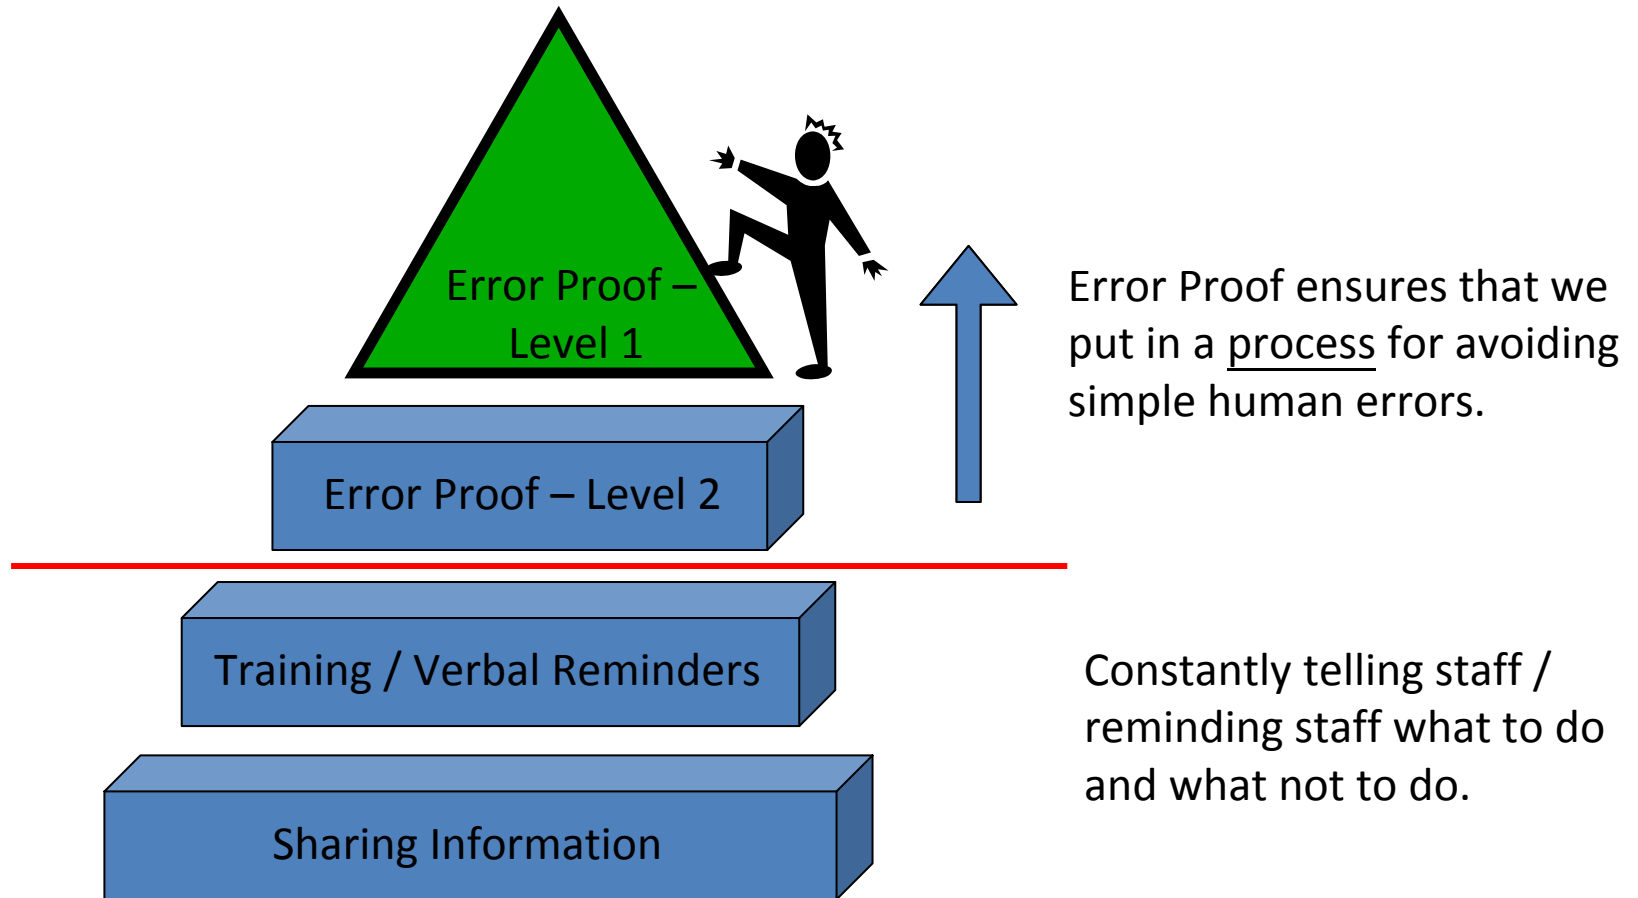 Error Proof –
Level 1
Error Proof ensures that we
put in a process for avoiding
simple human errors.
Error Proof – Level 2
Training / Verbal Reminders
Constantly telling staff /
reminding staff what to do
and what not to do.
Sharing Information